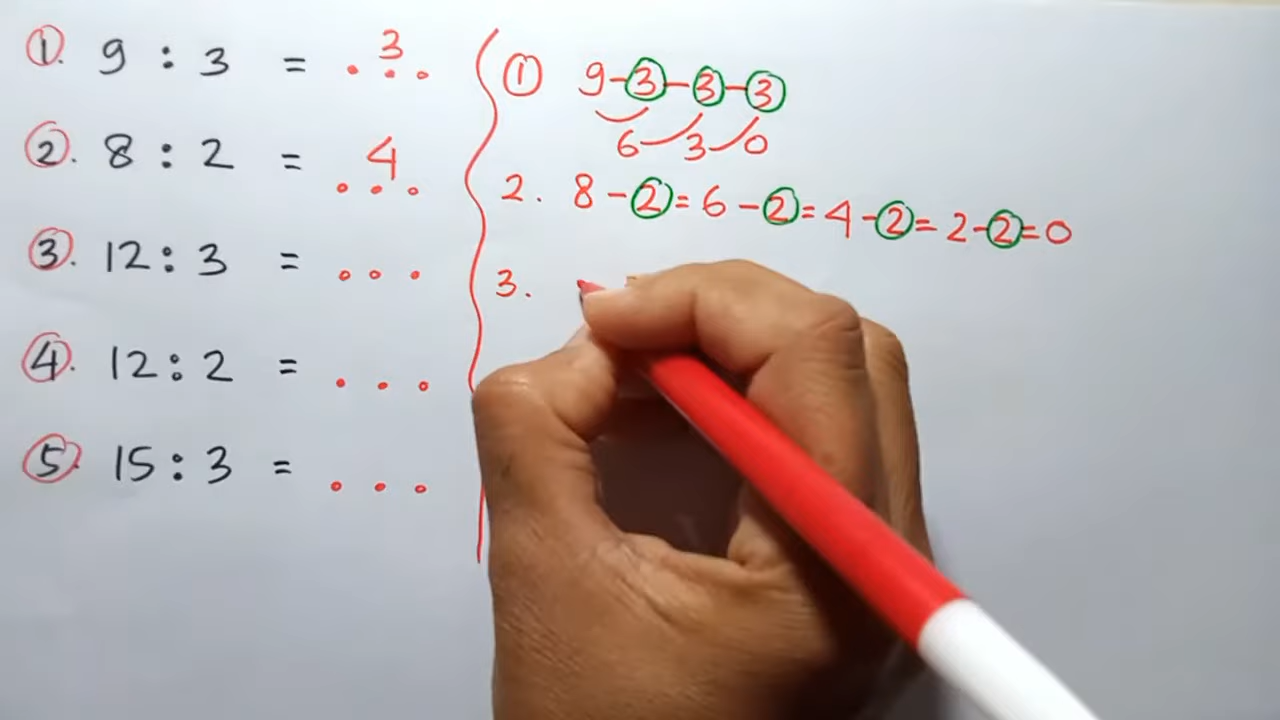 1. 9 : 3 = . 3 . .
2. 8 : 2 = . 4 . .
3. 12 : 3 = . . .
4. 12 : 2 = . . .
5. 15 : 3 = . . .
1 9-3-3-3
6 3 0
2. 8-2=6-2=4-2=2-2=0
3.